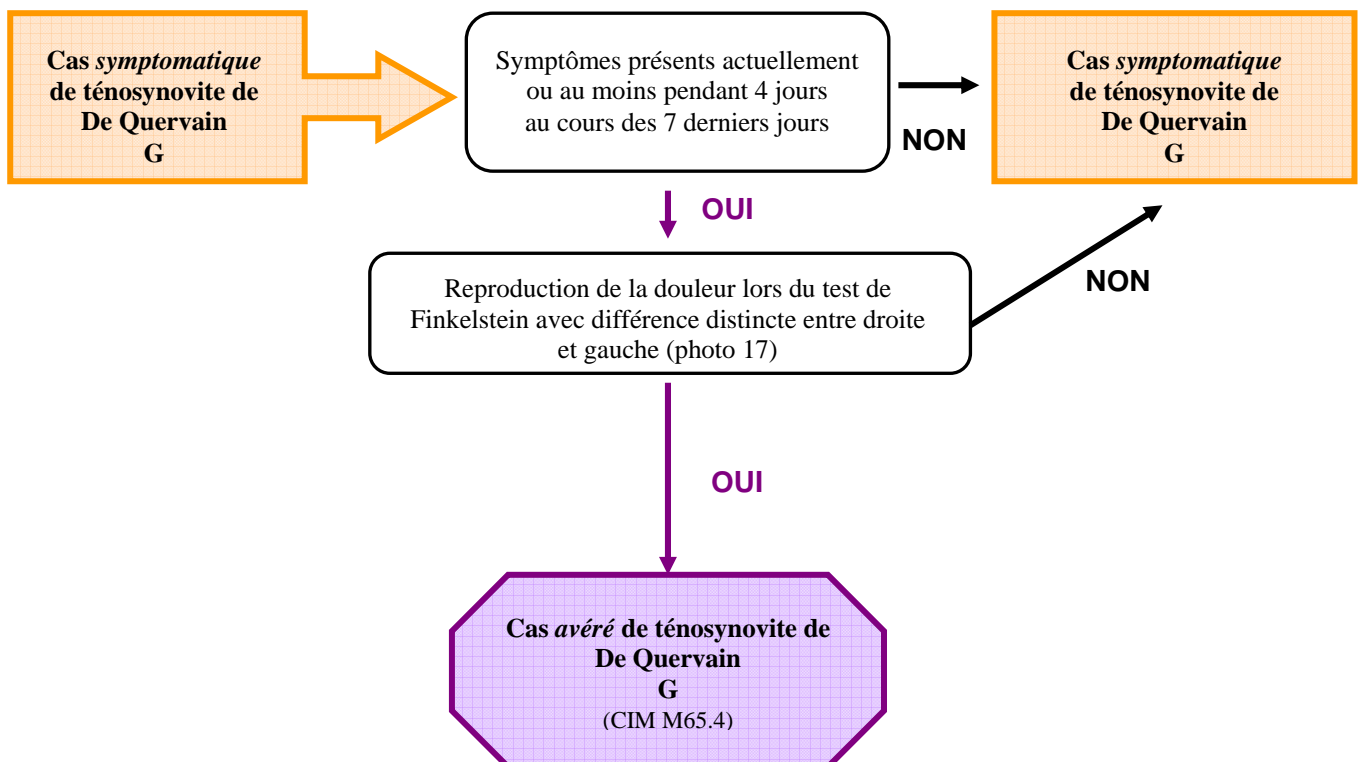 Cas symptomatique
de ténosynovite de
De Quervain
G
Symptômes présents actuellement
ou au moins pendant 4 jours
au cours des 7 derniers jours
NON
Cas symptomatique
de ténosynovite de
De Quervain
G
OUI
Reproduction de la douleur lors du test de
Finkelstein avec différence distincte entre droite
et gauche (photo 17)
NON
OUI
Cas avéré de ténosynovite de
De Quervain
G
(CIM M65.4)